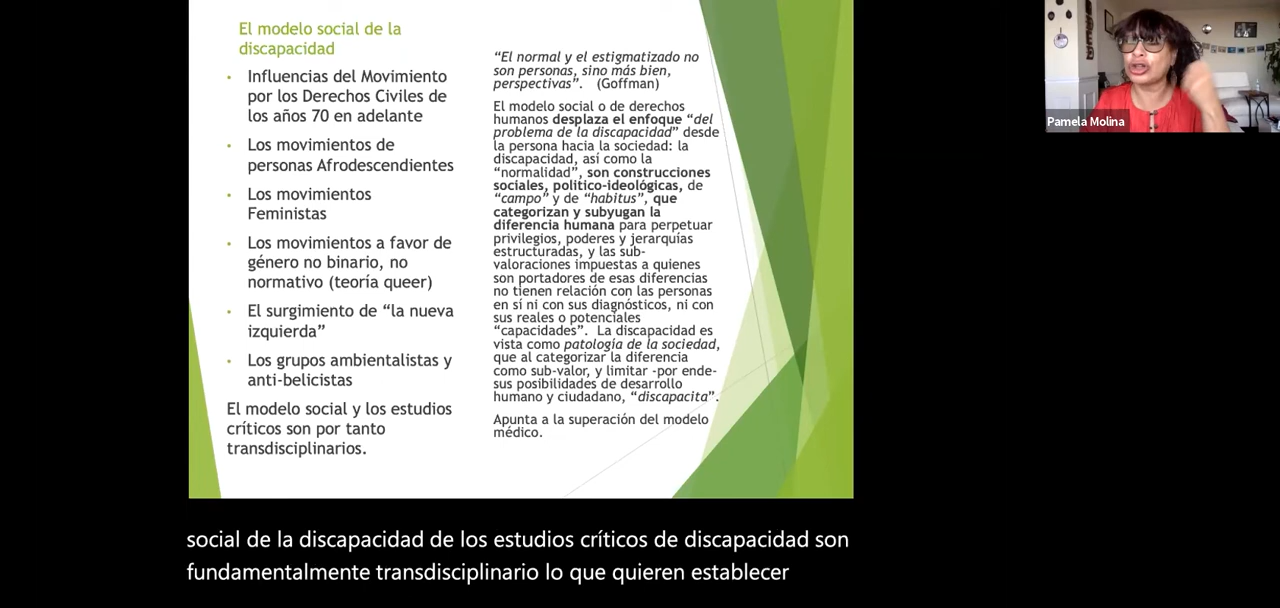 El modelo social de la
discapacidad
• Influencias del Movimiento
por los Derechos Civiles de
los años 70 en adelante
• Los movimientos de
personas Afrodescendientes
• Los movimientos
Feministas
• Los movimientos a favor de
género no binario, no
normativo (teoría queer)
• El surgimiento de “la nueva
izquierda”
• Los grupos ambientalistas y
anti-belicistas
El modelo social y los estudios
críticos son por tanto
transdisciplinarios.
“El normal y el estigmatizado no
son personas, sino más bien,
perspectivas”. (Goffman)
El modelo social o de derechos
humanos desplaza el enfoque “del
problema de la discapacidad” desde
la persona hacia la sociedad: la
discapacidad, así como la
“normalidad”, son construcciones
sociales, politico-ideológicas, de
“campo” y de “habitus”, que
categorizan y subyugan la
diferencia humana para perpetuar
privilegios, poderes y jerarquías
estructuradas, y las sub-
valoraciones impuestas a quienes
son portadores de esas diferencias
no tienen relación con las personas
en sí ni con sus diagnósticos, ni con
sus reales o potenciales
“capacidades”. La discapacidad es
vista como patología de la sociedad,
que al categorizar la diferencia
como sub-valor, y limitar -por ende-
sus posibilidades de desarrollo
humano y ciudadano, “discapacita”.
Apunta a la superación del modelo
médico.
Pamela Molina
social de la discapacidad de los estudios críticos de discapacidad son
fundamentalmente transdisciplinario lo que quieren establecer